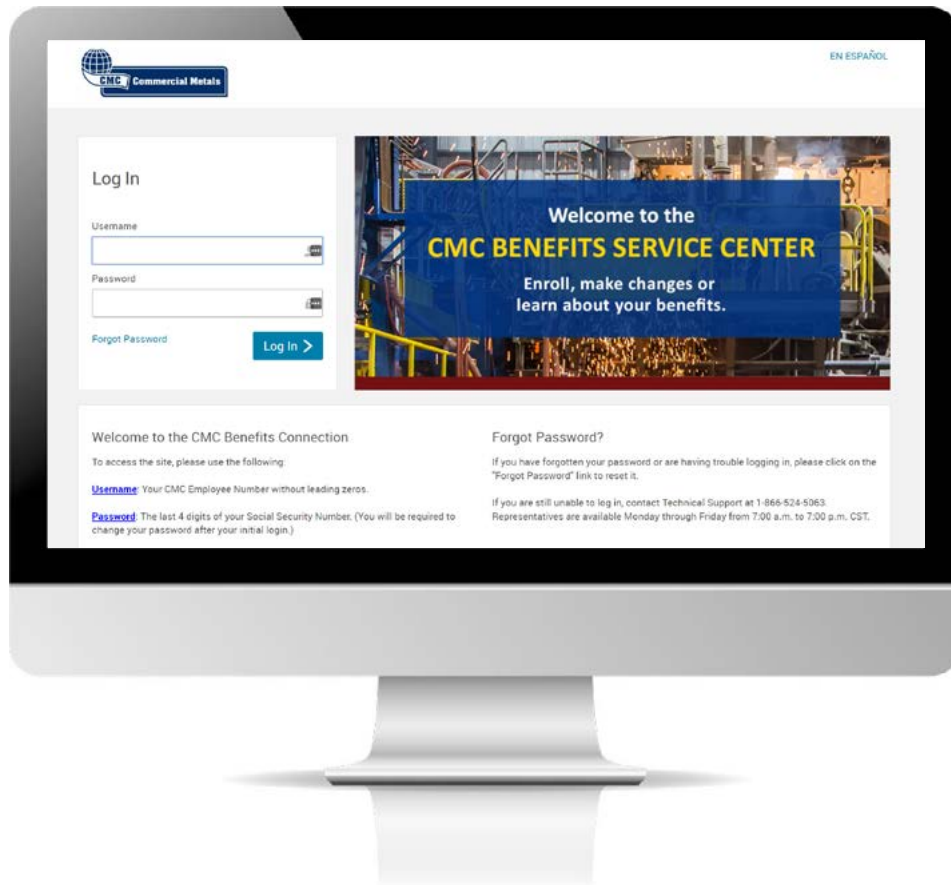 CMC Commercial Metals
EN ESPAÑOL
Log In
Username
Password
Forgot Password
Log In
Welcome to the
CMC BENEFITS SERVICE CENTER
Enroll, make changes or
learn about your benefits.
Welcome to the CMC Benefits Connection
To access the site, please use the following:
Username: Your CMC Employee Number without leading zeros.
Password: The last 4 digits of your Social Security Number. (You will be required to
change your password after your initial login.)
Forgot Password?
If you have forgotten your password or are having trouble logging in, please click on the
"Forgot Password" link to reset it.
If you are still unable to log in, contact Technical Support at 1-866-524-5063.
Representatives are available Monday through Friday from 7:00 a.m. to 7:00 p.m. CST.